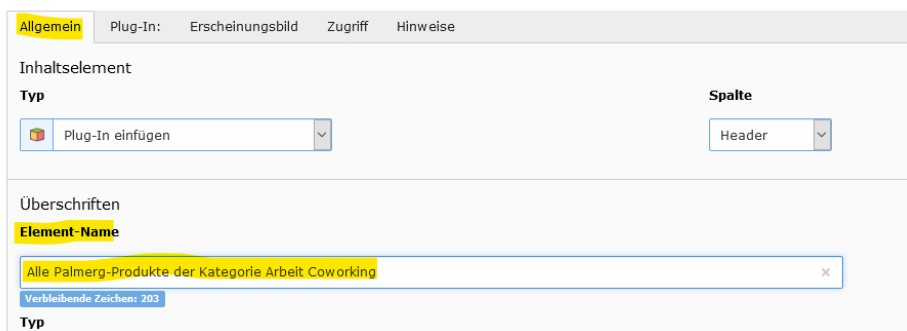 Allgemein Plug-In: Erscheinungsbild Zugriff Hinweise
Inhaltselement
Typ Spalte
Plug-In einfügen Header
Überschriften
Element-Name
Alle Palmerg-Produkte der Kategorie Arbeit Coworking ×
Verbleibende Zeichen: 203
Typ